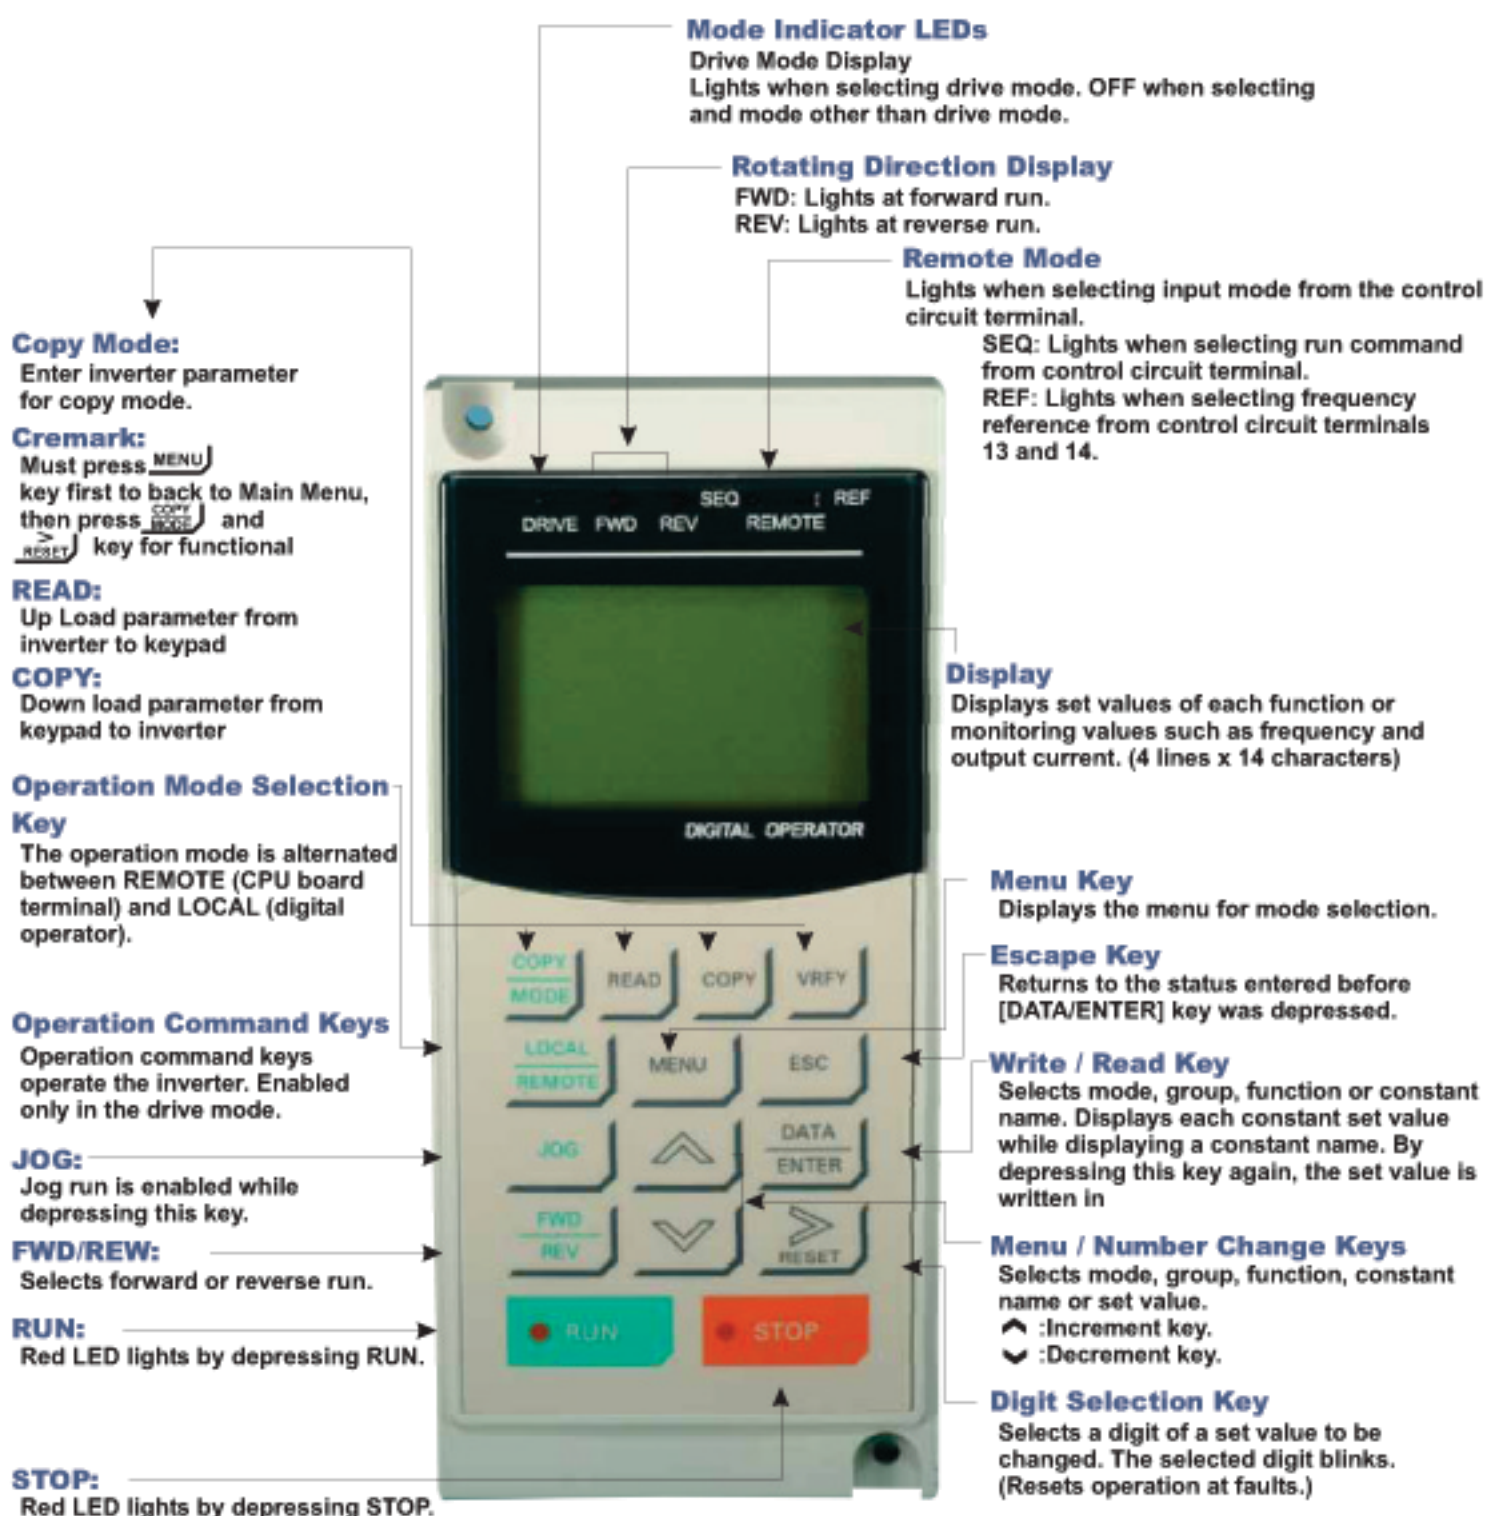 Mode Indicator LEDs
Drive Mode Display
Lights when selecting drive mode. OFF when selecting
and mode other than drive mode.
Rotating Direction Display
FWD: Lights at forward run.
REV: Lights at reverse run.
Remote Mode
Lights when selecting input mode from the control
circuit terminal.
SEQ: Lights when selecting run command
from control circuit terminal.
REF: Lights when selecting frequency
reference from control circuit terminals
13 and 14.
Copy Mode:
Enter inverter parameter
for copy mode.
Cremark:
Must press MENU
key first to back to Main Menu,
then press COPY MODE and
> RESET key for functional
READ:
Up Load parameter from
inverter to keypad
COPY:
Down load parameter from
keypad to inverter
Operation Mode Selection
Key
The operation mode is alternated
between REMOTE (CPU board
terminal) and LOCAL (digital
operator).
Operation Command Keys
Operation command keys
operate the inverter. Enabled
only in the drive mode.
JOG:
Jog run is enabled while
depressing this key.
FWD/REW:
Selects forward or reverse run.
RUN:
Red LED lights by depressing RUN.
STOP:
Red LED lights by depressing STOP.
SEQ : REF
DRIVE FWD REV REMOTE
DIGITAL OPERATOR
COPY
MODE
READ
COPY
VRFY
LOCAL
REMOTE
MENU
ESC
JOG
DATA
ENTER
FWD
REV
RESET
RUN
STOP
Display
Displays set values of each function or
monitoring values such as frequency and
output current. (4 lines x 14 characters)
Menu Key
Displays the menu for mode selection.
Escape Key
Returns to the status entered before
[DATA/ENTER] key was depressed.
Write / Read Key
Selects mode, group, function or constant
name. Displays each constant set value
while displaying a constant name. By
depressing this key again, the set value is
written in
Menu / Number Change Keys
Selects mode, group, function, constant
name or set value.
:Increment key.
:Decrement key.
Digit Selection Key
Selects a digit of a set value to be
changed. The selected digit blinks.
(Resets operation at faults.)